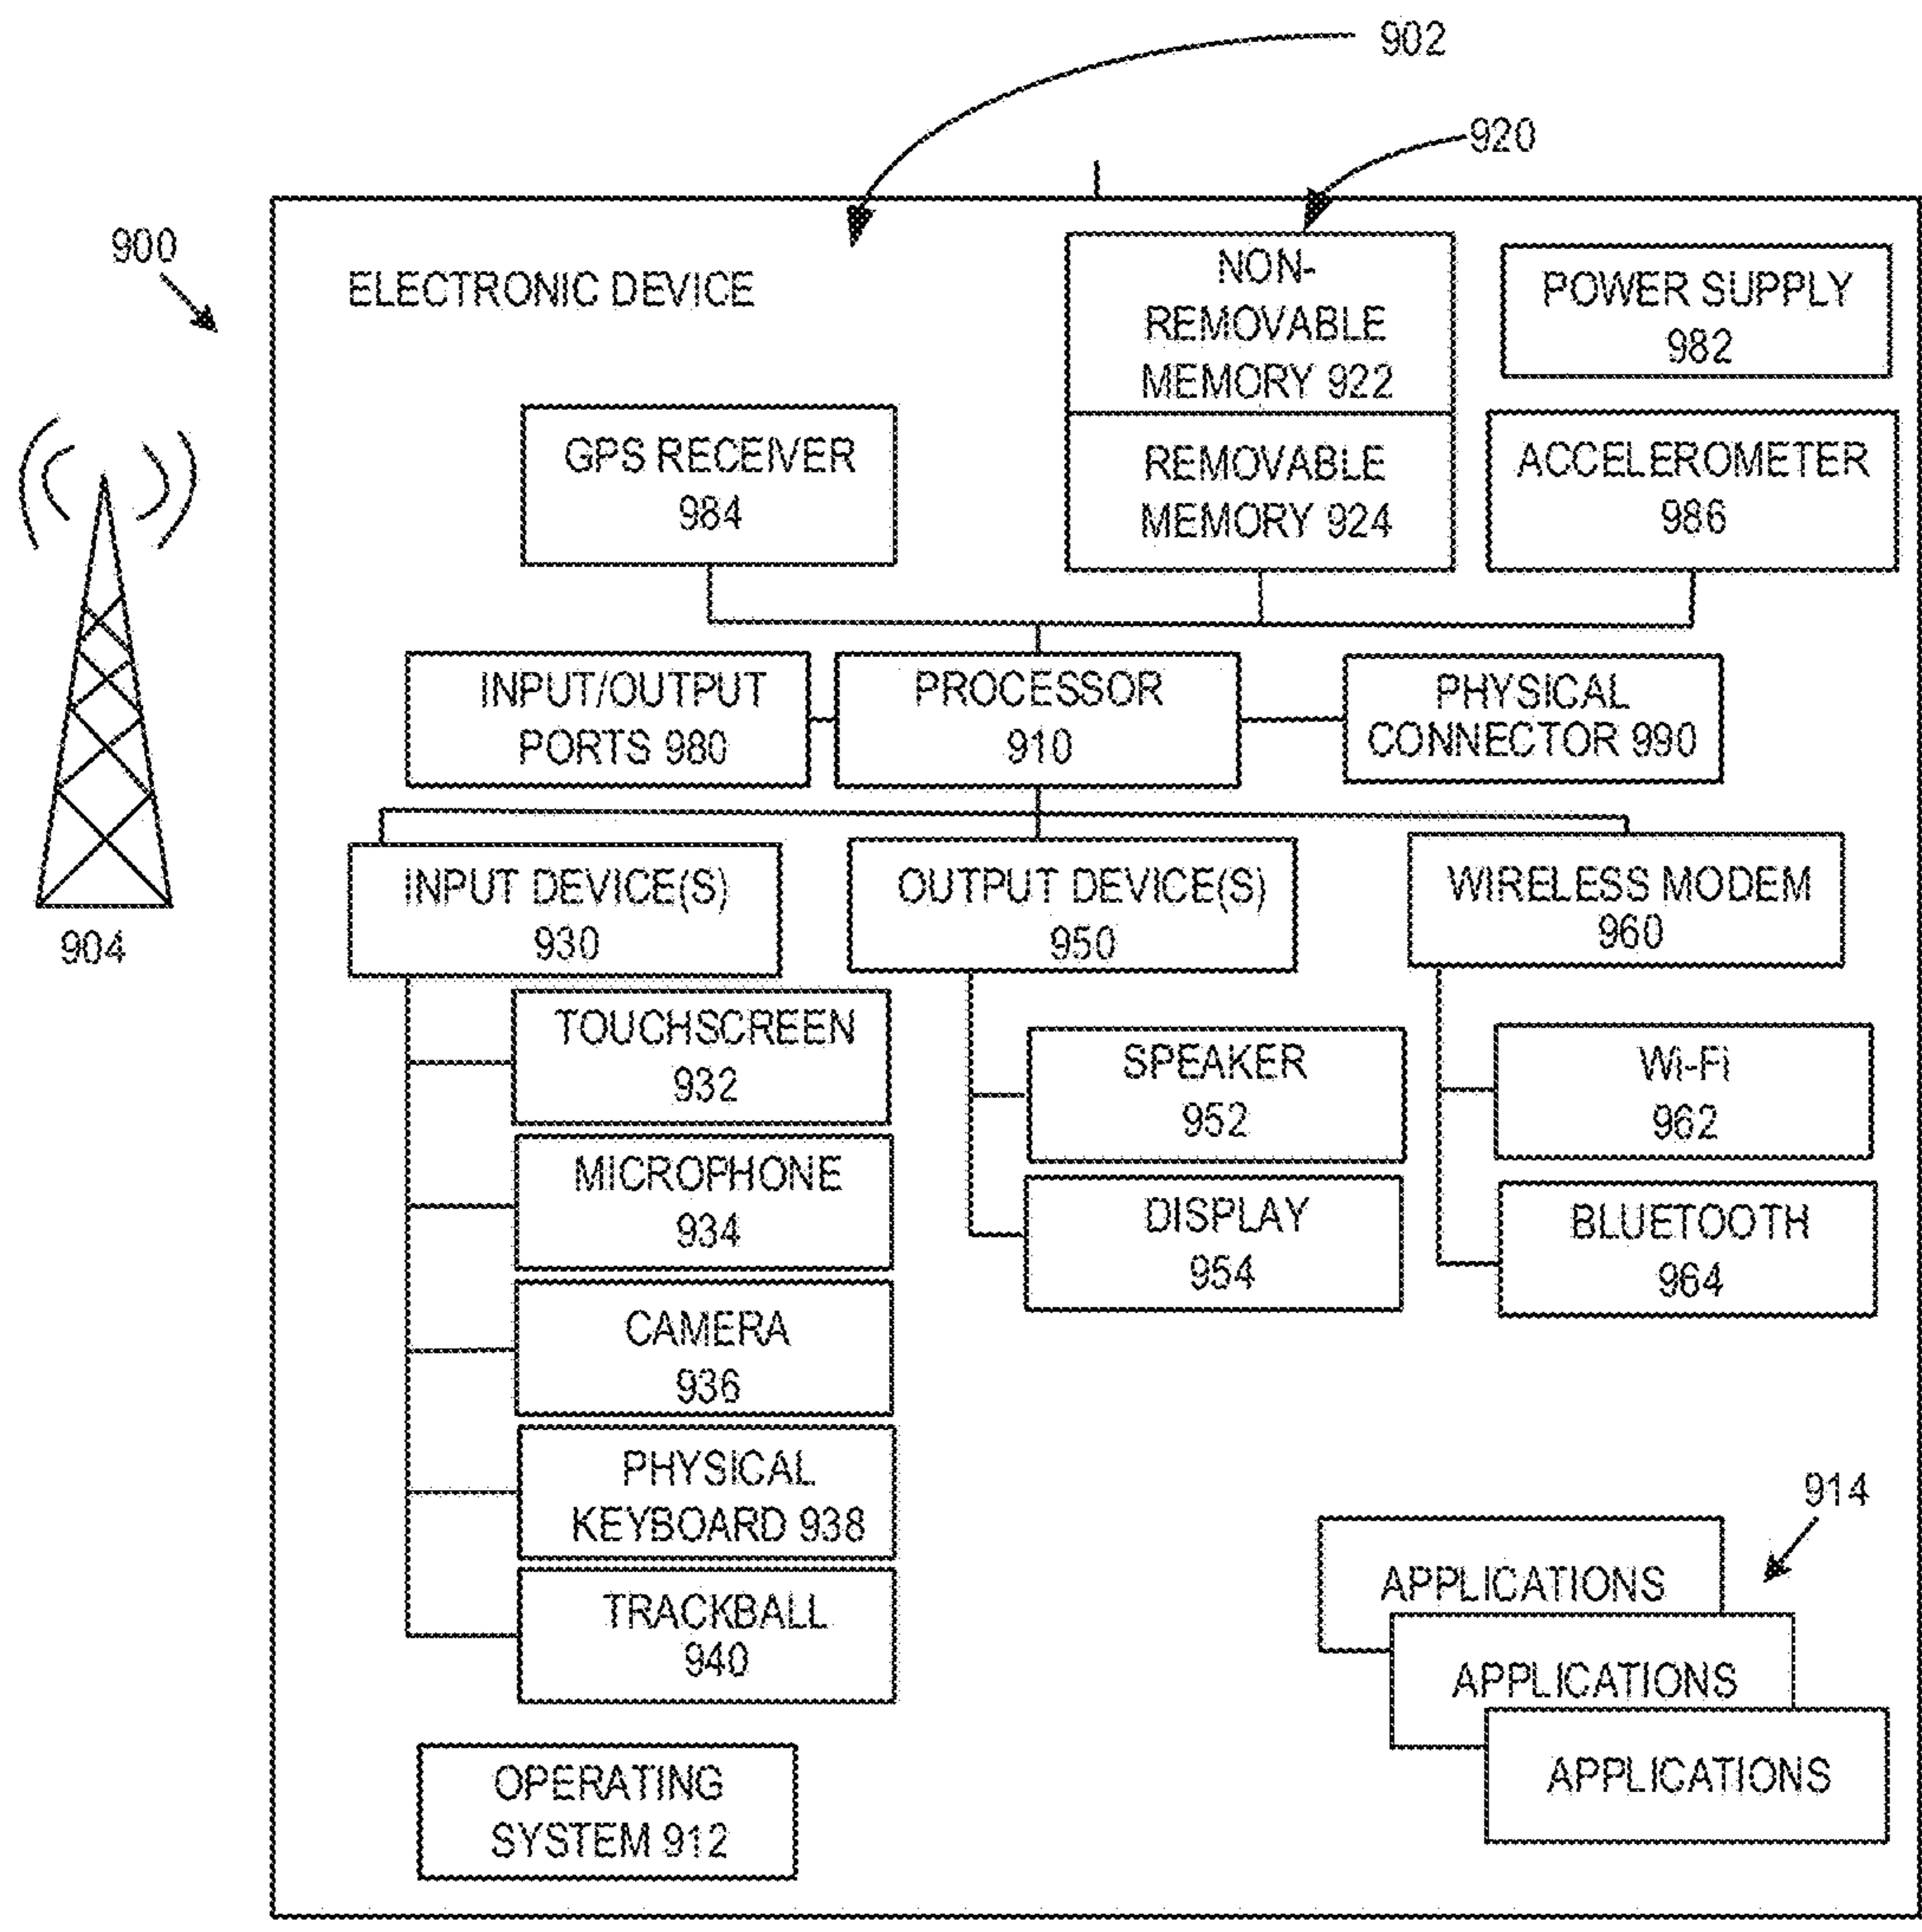 902
920
900
ELECTRONIC DEVICE
NON-
REMOVABLE
MEMORY 922
POWER SUPPLY
982
GPS RECEIVER
984
REMOVABLE
MEMORY 924
ACCELEROMETER
986
INPUT/OUTPUT
PORTS 980
PROCESSOR
910
PHYSICAL
CONNECTOR 990
904
INPUT DEVICE(S)
930
OUTPUT DEVICE(S)
950
WIRELESS MODEM
960
TOUCHSCREEN
932
SPEAKER
952
Wi-Fi
962
MICROPHONE
934
DISPLAY
954
BLUETOOTH
964
CAMERA
936
PHYSICAL
KEYBOARD 938
TRACKBALL
940
914
APPLICATIONS
APPLICATIONS
APPLICATIONS
OPERATING
SYSTEM 912